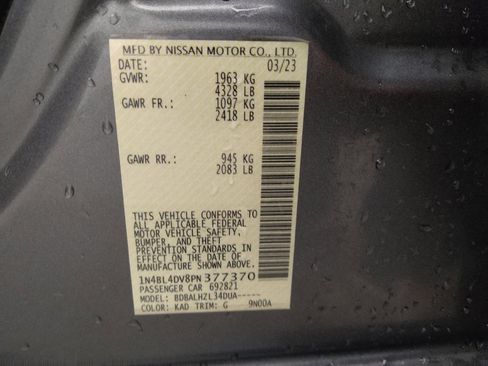 MFD BY NISSAN MOTOR CO., LTD.
DATE: 03/23
GVWR: 1963 KG
4328 LB
GAWR FR.: 1097 KG
2418 LB
GAWR RR.: 945 KG
2083 LB
THIS VEHICLE CONFORMS TO
ALL APPLICABLE FEDERAL
MOTOR VEHICLE SAFETY,
BUMPER, AND THEFT
PREVENTION STANDARDS IN
EFFECT ON THE DATE OF
MANUFACTURE SHOWN ABOVE.
1N4BL4DV8PN377370
PASSENGER CAR 692821
MODEL: BDBALHZL34DUA-----
COLOR: KAD TRIM: G 9N00A